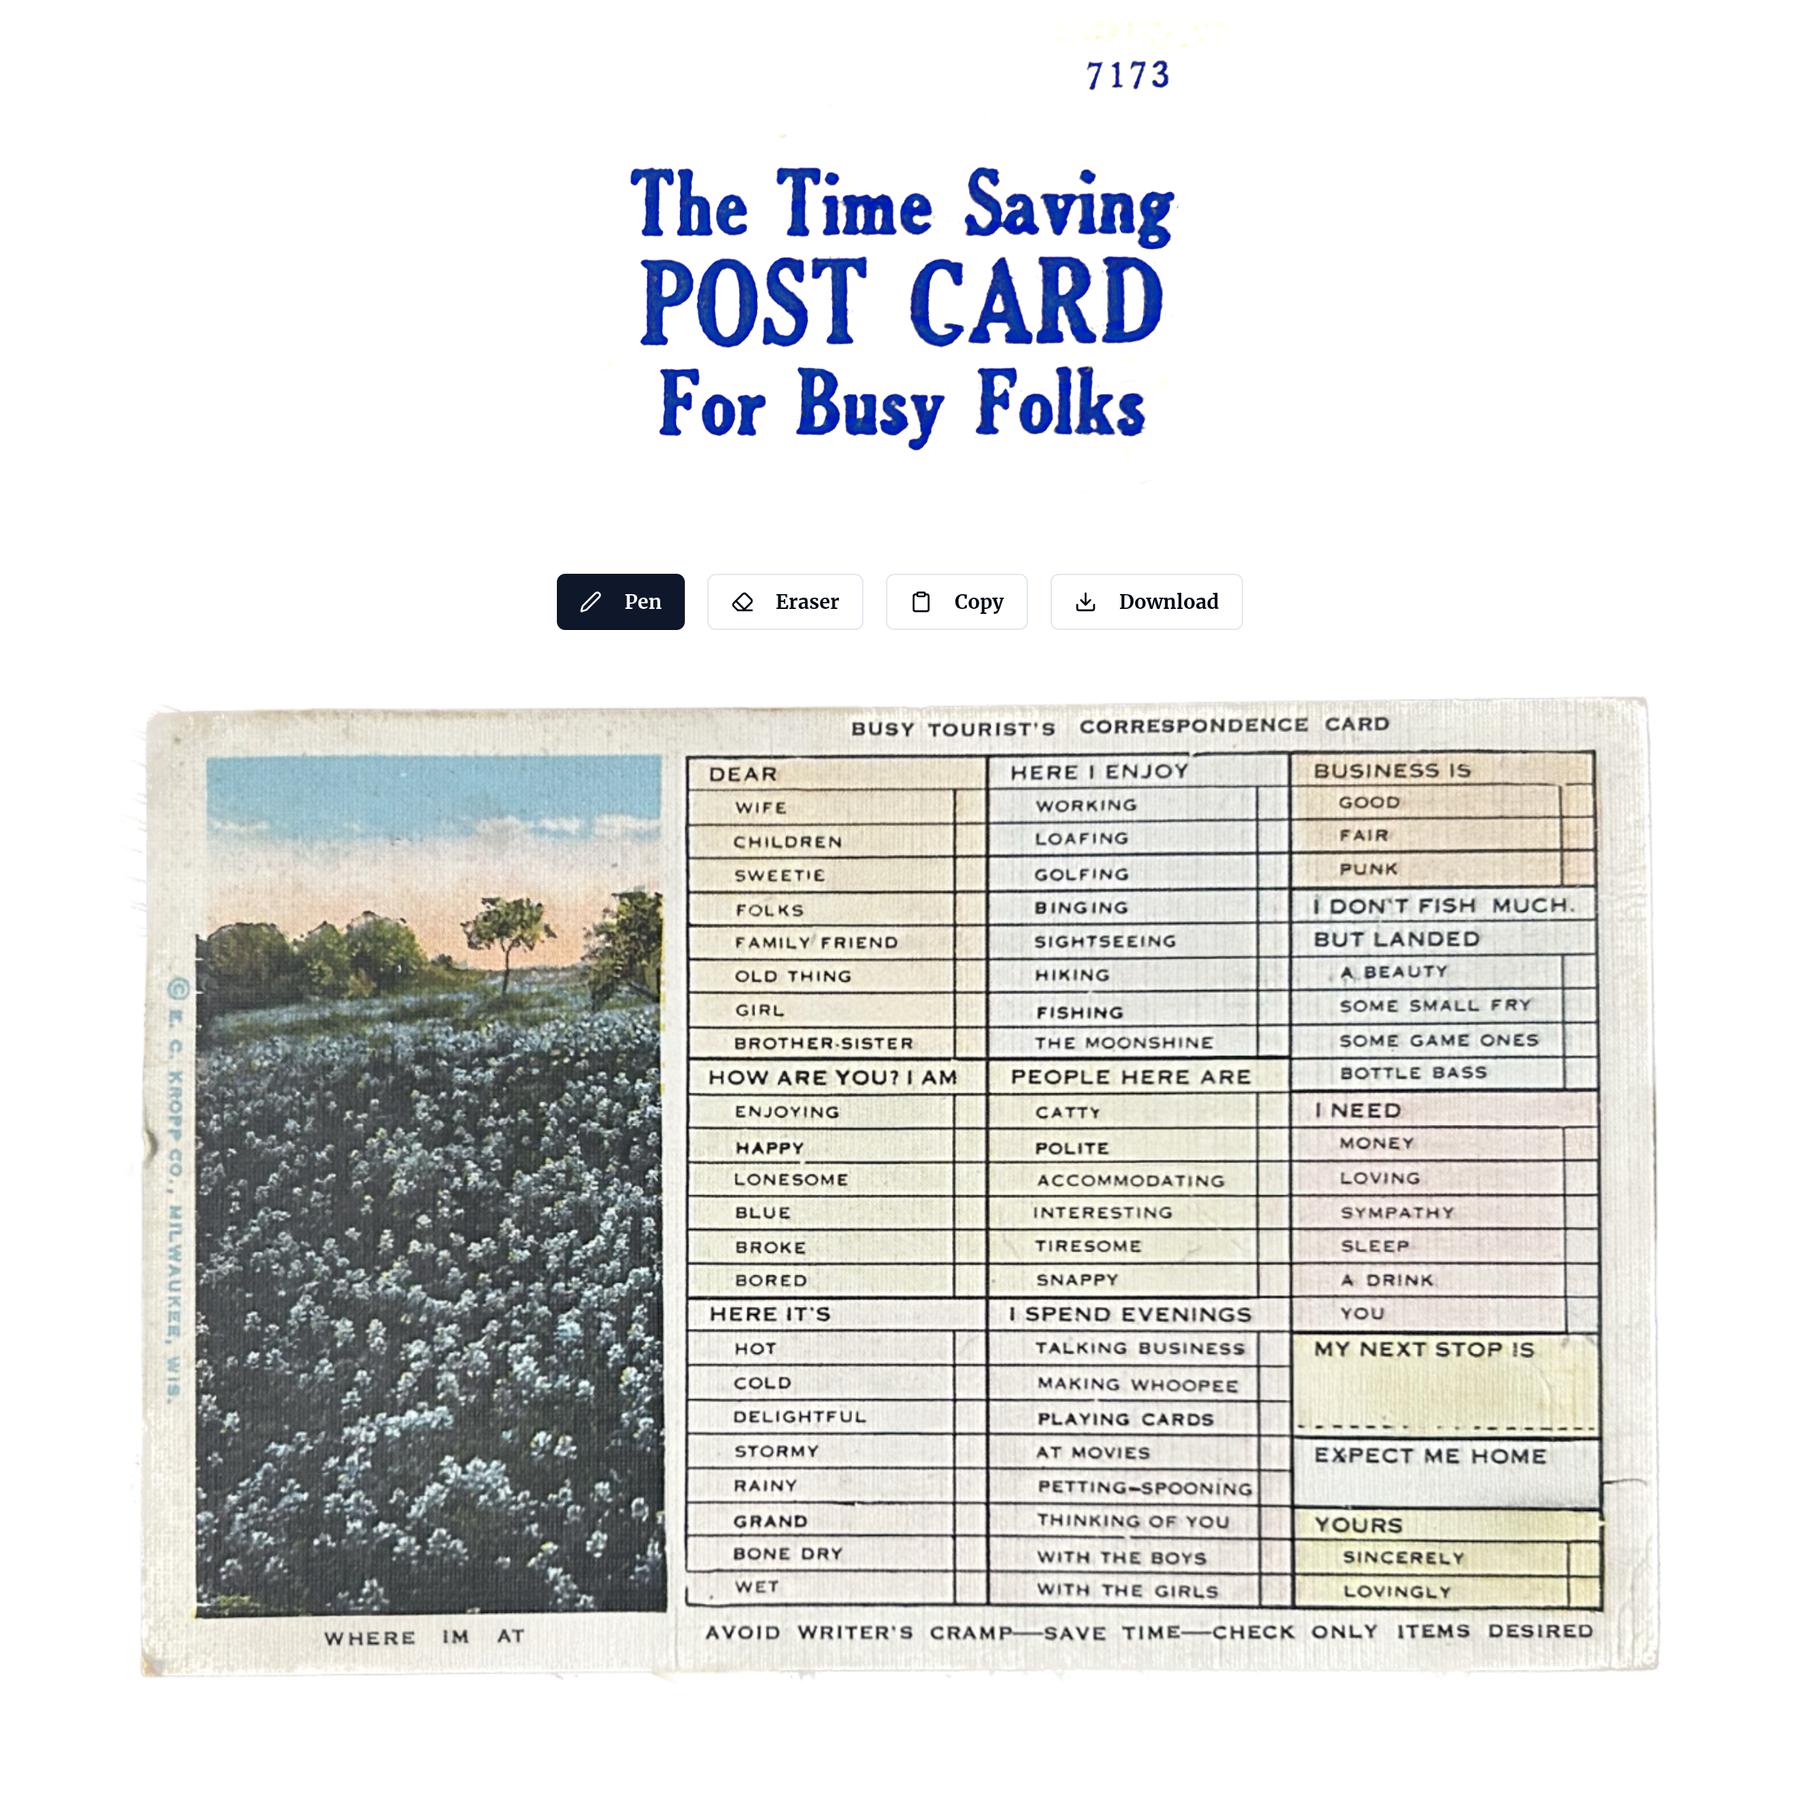 7173
The Time Saving
POST CARD
For Busy Folks
Pen
Eraser
Copy
Download
BUSY TOURIST'S CORRESPONDENCE CARD
DEAR
WIFE
CHILDREN
SWEETIE
FOLKS
FAMILY FRIEND
OLD THING
GIRL
BROTHER-SISTER
HOW ARE YOU? I AM
ENJOYING
HAPPY
LONESOME
BLUE
BROKE
BORED
HERE IT'S
HOT
COLD
DELIGHTFUL
STORMY
RAINY
GRAND
BONE DRY
WET
HERE I ENJOY
WORKING
LOAFING
GOLFING
BINGING
SIGHTSEEING
HIKING
FISHING
THE MOONSHINE
PEOPLE HERE ARE
CATTY
POLITE
ACCOMMODATING
INTERESTING
TIRESOME
SNAPPY
I SPEND EVENINGS
TALKING BUSINESS
MAKING WHOOPEE
PLAYING CARDS
AT MOVIES
PETTING-SPOONING
THINKING OF YOU
WITH THE BOYS
WITH THE GIRLS
BUSINESS IS
GOOD
FAIR
PUNK
I DON'T FISH MUCH.
BUT LANDED
A BEAUTY
SOME SMALL FRY
SOME GAME ONES
BOTTLE BASS
I NEED
MONEY
LOVING
SYMPATHY
SLEEP
A DRINK
YOU
MY NEXT STOP IS
EXPECT ME HOME
YOURS
SINCERELY
LOVINGLY
© E. C. KROPP CO., MILWAUKEE, WIS.
WHERE IM AT
AVOID WRITER'S CRAMP—SAVE TIME—CHECK ONLY ITEMS DESIRED